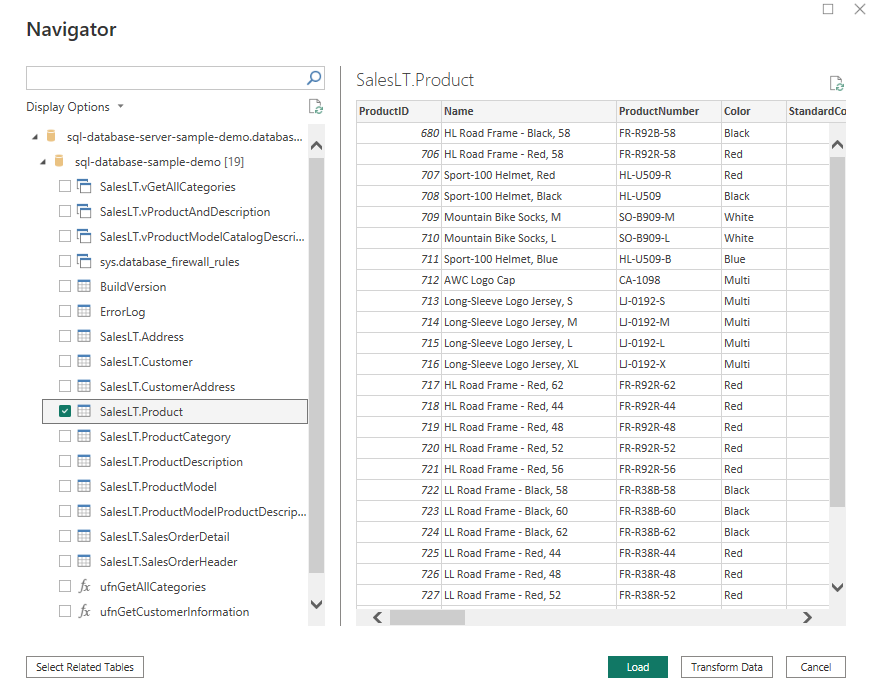 Navigator
Display Options
sql-database-server-sample-demo.databas...
sql-database-sample-demo [19]
SalesLT.vGetAllCategories
SalesLT.vProductAndDescription
SalesLT.vProductModelCatalogDescri...
sys.database_firewall_rules
BuildVersion
ErrorLog
SalesLT.Address
SalesLT.Customer
SalesLT.CustomerAddress
SalesLT.Product
SalesLT.ProductCategory
SalesLT.ProductDescription
SalesLT.ProductModel
SalesLT.ProductModelProductDescrip...
SalesLT.SalesOrderDetail
SalesLT.SalesOrderHeader
fx ufnGetAllCategories
fx ufnGetCustomerInformation
SalesLT.Product
ProductID Name ProductNumber Color StandardCo
680 HL Road Frame - Black, 58 FR-R92B-58 Black
706 HL Road Frame - Red, 58 FR-R92R-58 Red
707 Sport-100 Helmet, Red HL-U509-R Red
708 Sport-100 Helmet, Black HL-U509 Black
709 Mountain Bike Socks, M SO-B909-M White
710 Mountain Bike Socks, L SO-B909-L White
711 Sport-100 Helmet, Blue HL-U509-B Blue
712 AWC Logo Cap CA-1098 Multi
713 Long-Sleeve Logo Jersey, S LJ-0192-S Multi
714 Long-Sleeve Logo Jersey, M LJ-0192-M Multi
715 Long-Sleeve Logo Jersey, L LJ-0192-L Multi
716 Long-Sleeve Logo Jersey, XL LJ-0192-X Multi
717 HL Road Frame - Red, 62 FR-R92R-62 Red
718 HL Road Frame - Red, 44 FR-R92R-44 Red
719 HL Road Frame - Red, 48 FR-R92R-48 Red
720 HL Road Frame - Red, 52 FR-R92R-52 Red
721 HL Road Frame - Red, 56 FR-R92R-56 Red
722 LL Road Frame - Black, 58 FR-R38B-58 Black
723 LL Road Frame - Black, 60 FR-R38B-60 Black
724 LL Road Frame - Black, 62 FR-R38B-62 Black
725 LL Road Frame - Red, 44 FR-R38R-44 Red
726 LL Road Frame - Red, 48 FR-R38R-48 Red
727 LL Road Frame - Red, 52 FR-R38R-52 Red
Select Related Tables
Load
Transform Data
Cancel